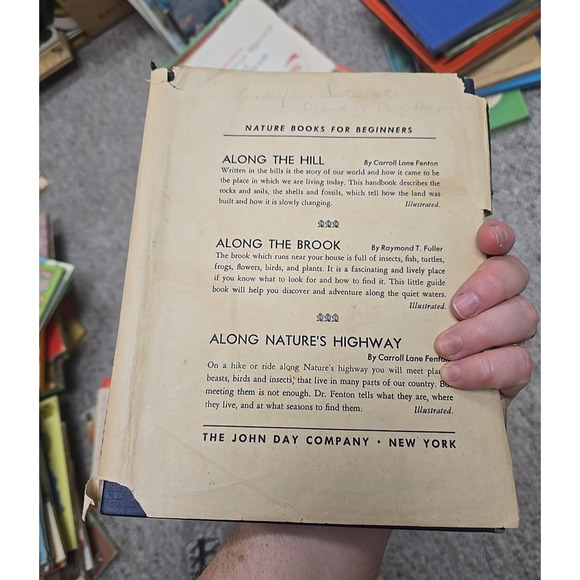 NATURE BOOKS FOR BEGINNERS
ALONG THE HILL By Carroll Lane Fenton
Written in the hills is the story of our world and how it came to be
the place in which we are living today. This handbook describes the
rocks and soils, the shells and fossils, which tell how the land was
built and how it is slowly changing. Illustrated.
ALONG THE BROOK By Raymond T. Fuller
The brook which runs near your house is full of insects, fish, turtles,
frogs, flowers, birds, and plants. It is a fascinating and lively place
if you know what to look for and how to find it. This little guide
book will help you discover and adventure along the quiet waters.
Illustrated.
ALONG NATURE'S HIGHWAY
By Carroll Lane Fenton
On a hike or ride along Nature's highway you will meet plan
beasts, birds and insects, that live in many parts of our country. But
meeting them is not enough. Dr. Fenton tells what they are, where
they live, and at what seasons to find them. Illustrated.
THE JOHN DAY COMPANY • NEW YORK